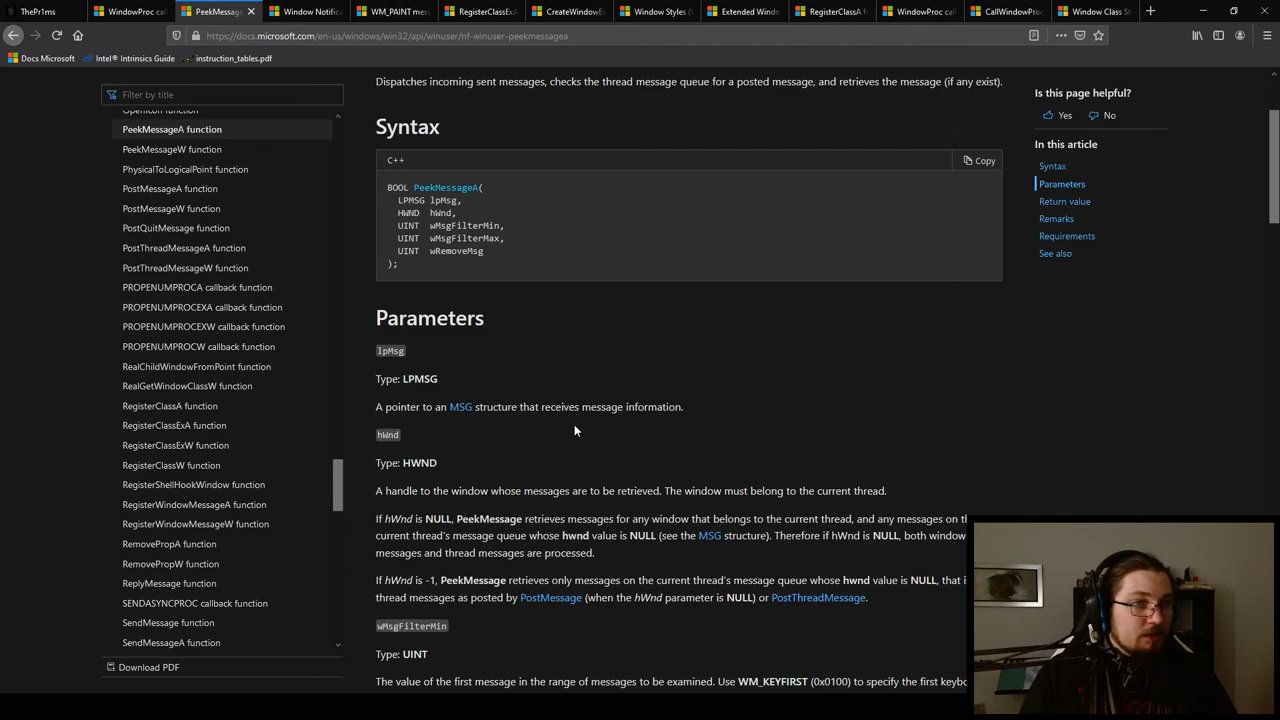 ThePr1ms
WindowProc cal
PeekMessag
Window Notifica
WM_PAINT mes
RegisterClassEx
CreateWindowE
Window Styles (
Extended Windo
RegisterClassA f
WindowProc cal
CallWindowProc
Window Class St
https://docs.microsoft.com/en-us/windows/win32/api/winuser/nf-winuser-peekmessagea
Docs Microsoft
Intel® Intrinsics Guide
instruction_tables.pdf
Filter by title
OpenIcon function
PeekMessageA function
PeekMessageW function
PhysicalToLogicalPoint function
PostMessageA function
PostMessageW function
PostQuitMessage function
PostThreadMessageA function
PostThreadMessageW function
PROPENUMPROCA callback function
PROPENUMPROCEXA callback function
PROPENUMPROCEXW callback function
PROPENUMPROCW callback function
RealChildWindowFromPoint function
RealGetWindowClassW function
RegisterClassA function
RegisterClassExA function
RegisterClassExW function
RegisterClassW function
RegisterShellHookWindow function
RegisterWindowMessageA function
RegisterWindowMessageW function
RemovePropA function
RemovePropW function
ReplyMessage function
SENDASYNCPROC callback function
SendMessage function
SendMessageA function
Download PDF
Dispatches incoming sent messages, checks the thread message queue for a posted message, and retrieves the message (if any exist).
Syntax
C++
Copy
BOOL PeekMessageA(
LPMSG lpMsg,
HWND hWnd,
UINT wMsgFilterMin,
UINT wMsgFilterMax,
UINT wRemoveMsg
);
Parameters
lpMsg
Type: LPMSG
A pointer to an MSG structure that receives message information.
hWnd
Type: HWND
A handle to the window whose messages are to be retrieved. The window must belong to the current thread.
If hWnd is NULL, PeekMessage retrieves messages for any window that belongs to the current thread, and any messages on the
current thread's message queue whose hwnd value is NULL (see the MSG structure). Therefore if hWnd is NULL, both window
messages and thread messages are processed.
If hWnd is -1, PeekMessage retrieves only messages on the current thread's message queue whose hwnd value is NULL, that is
thread messages as posted by PostMessage (when the hWnd parameter is NULL) or PostThreadMessage.
wMsgFilterMin
Type: UINT
The value of the first message in the range of messages to be examined. Use WM_KEYFIRST (0x0100) to specify the first keybo
Is this page helpful?
Yes
No
In this article
Syntax
Parameters
Return value
Remarks
Requirements
See also